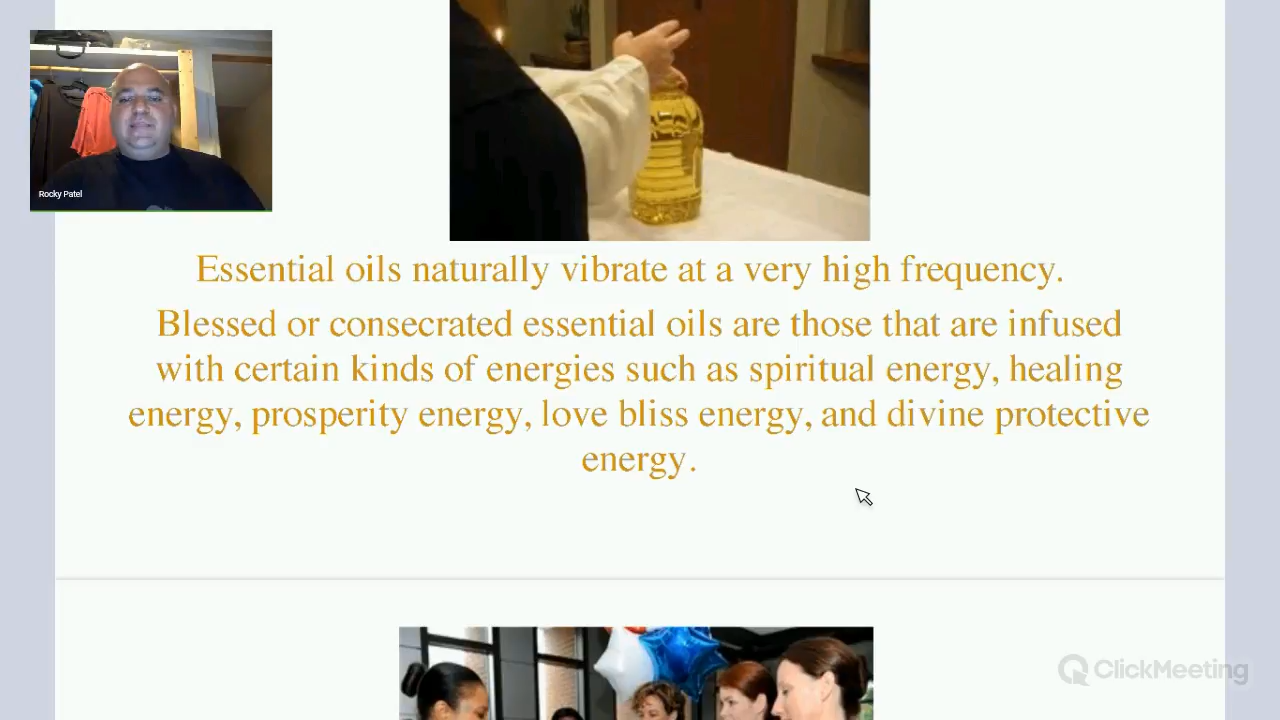 Rocky Patel
Essential oils naturally vibrate at a very high frequency.
Blessed or consecrated essential oils are those that are infused
with certain kinds of energies such as spiritual energy, healing
energy, prosperity energy, love bliss energy, and divine protective
energy.
ClickMeeting